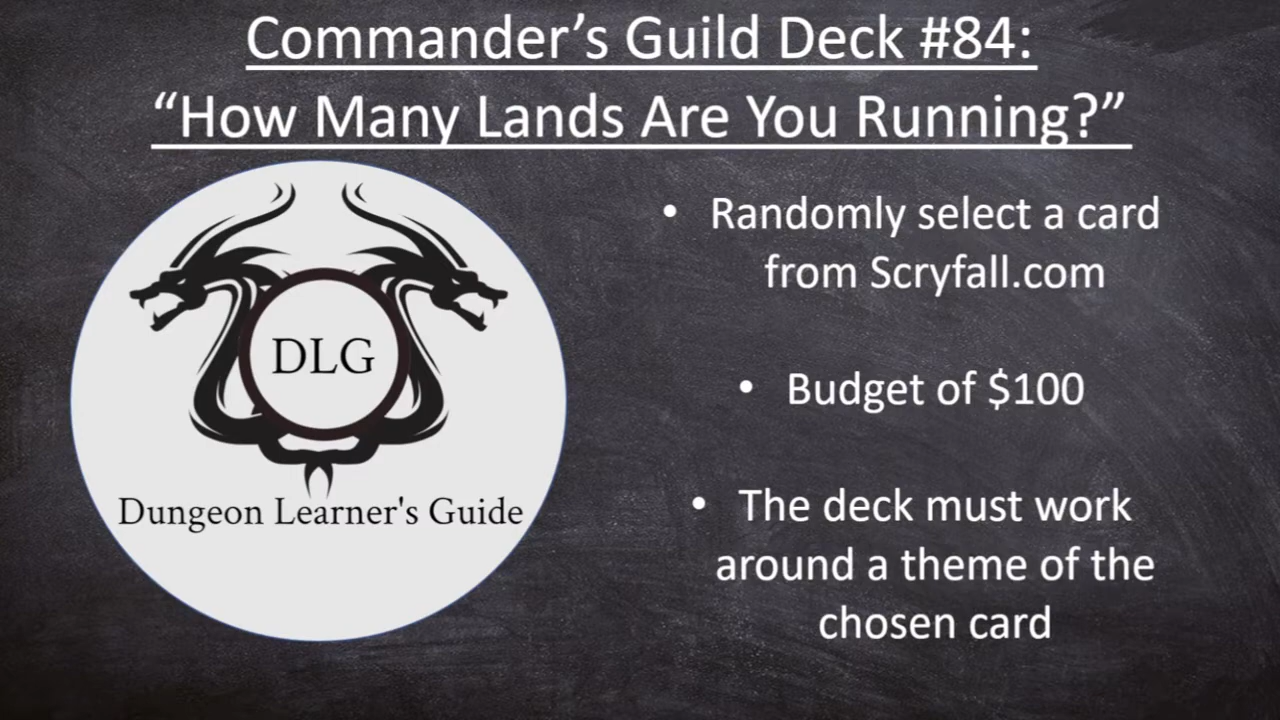 Commander’s Guild Deck #84:
“How Many Lands Are You Running?”
DLG
Dungeon Learner's Guide
• Randomly select a card
from Scryfall.com
• Budget of $100
• The deck must work
around a theme of the
chosen card